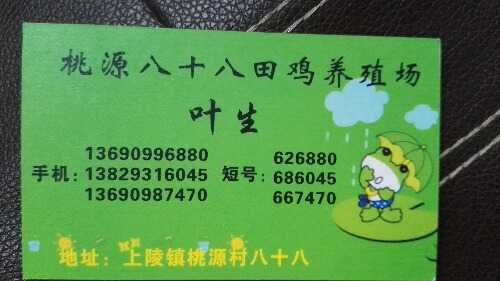 桃源八十八田鸡养殖场
叶生
13690996880 626880
手机: 13829316045 短号: 686045
13690987470 667470
地址: 上陵镇桃源村八十八